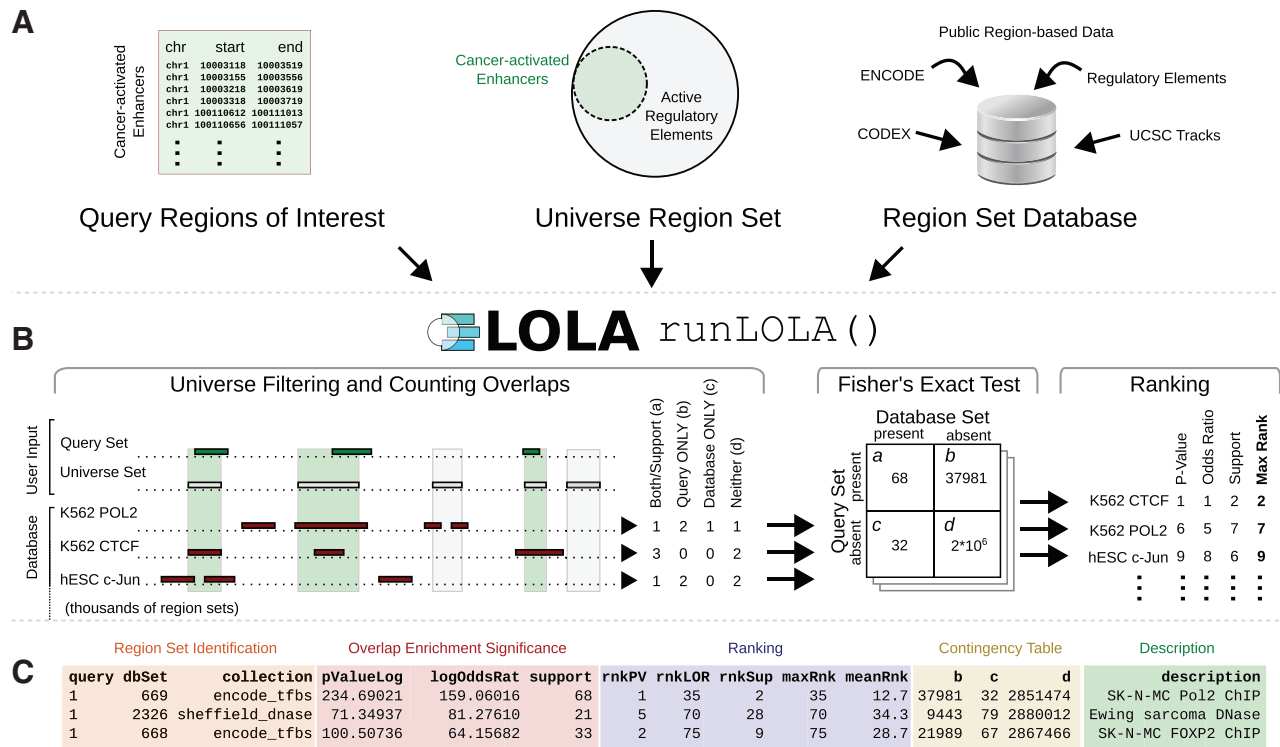 A
Cancer-activated
Enhancers
chr start end
chr1 10003118 10003519
chr1 10003155 10003556
chr1 10003218 10003619
chr1 10003318 10003719
chr1 100110612 100111013
chr1 100110656 100111057
Cancer-activated
Enhancers
Active
Regulatory
Elements
Public Region-based Data
ENCODE
Regulatory Elements
CODEX
UCSC Tracks
Query Regions of Interest
Universe Region Set
Region Set Database
B
LOLA runLOLA()
Universe Filtering and Counting Overlaps
User Input
Query Set
Universe Set
Database
K562 POL2
K562 CTCF
hESC c-Jun
(thousands of region sets)
Both/Support (a)
Query ONLY (b)
Database ONLY (c)
Neither (d)
1 2 1 1
3 0 0 2
1 2 0 2
Fisher's Exact Test
Database Set
present absent
Query Set
present
absent
a 68
b 37981
c 32
d 2*10⁶
Ranking
P-Value
Odds Ratio
Support
Max Rank
K562 CTCF 1 1 2 2
K562 POL2 6 5 7 7
hESC c-Jun 9 8 6 9
C
Region Set Identification Overlap Enrichment Significance Ranking Contingency Table Description
query dbSet collection pValueLog logOddsRat support rnkPV rnkLOR rnkSup maxRnk meanRnk b c d description
1 669 encode_tfbs 234.69021 159.06016 68 1 35 2 35 12.7 37981 32 2851474 SK-N-MC Pol2 ChIP
1 2326 sheffield_dnase 71.34937 81.27610 21 5 70 28 70 34.3 9443 79 2880012 Ewing sarcoma DNase
1 668 encode_tfbs 100.50736 64.15682 33 2 75 9 75 28.7 21989 67 2867466 SK-N-MC FOXP2 ChIP